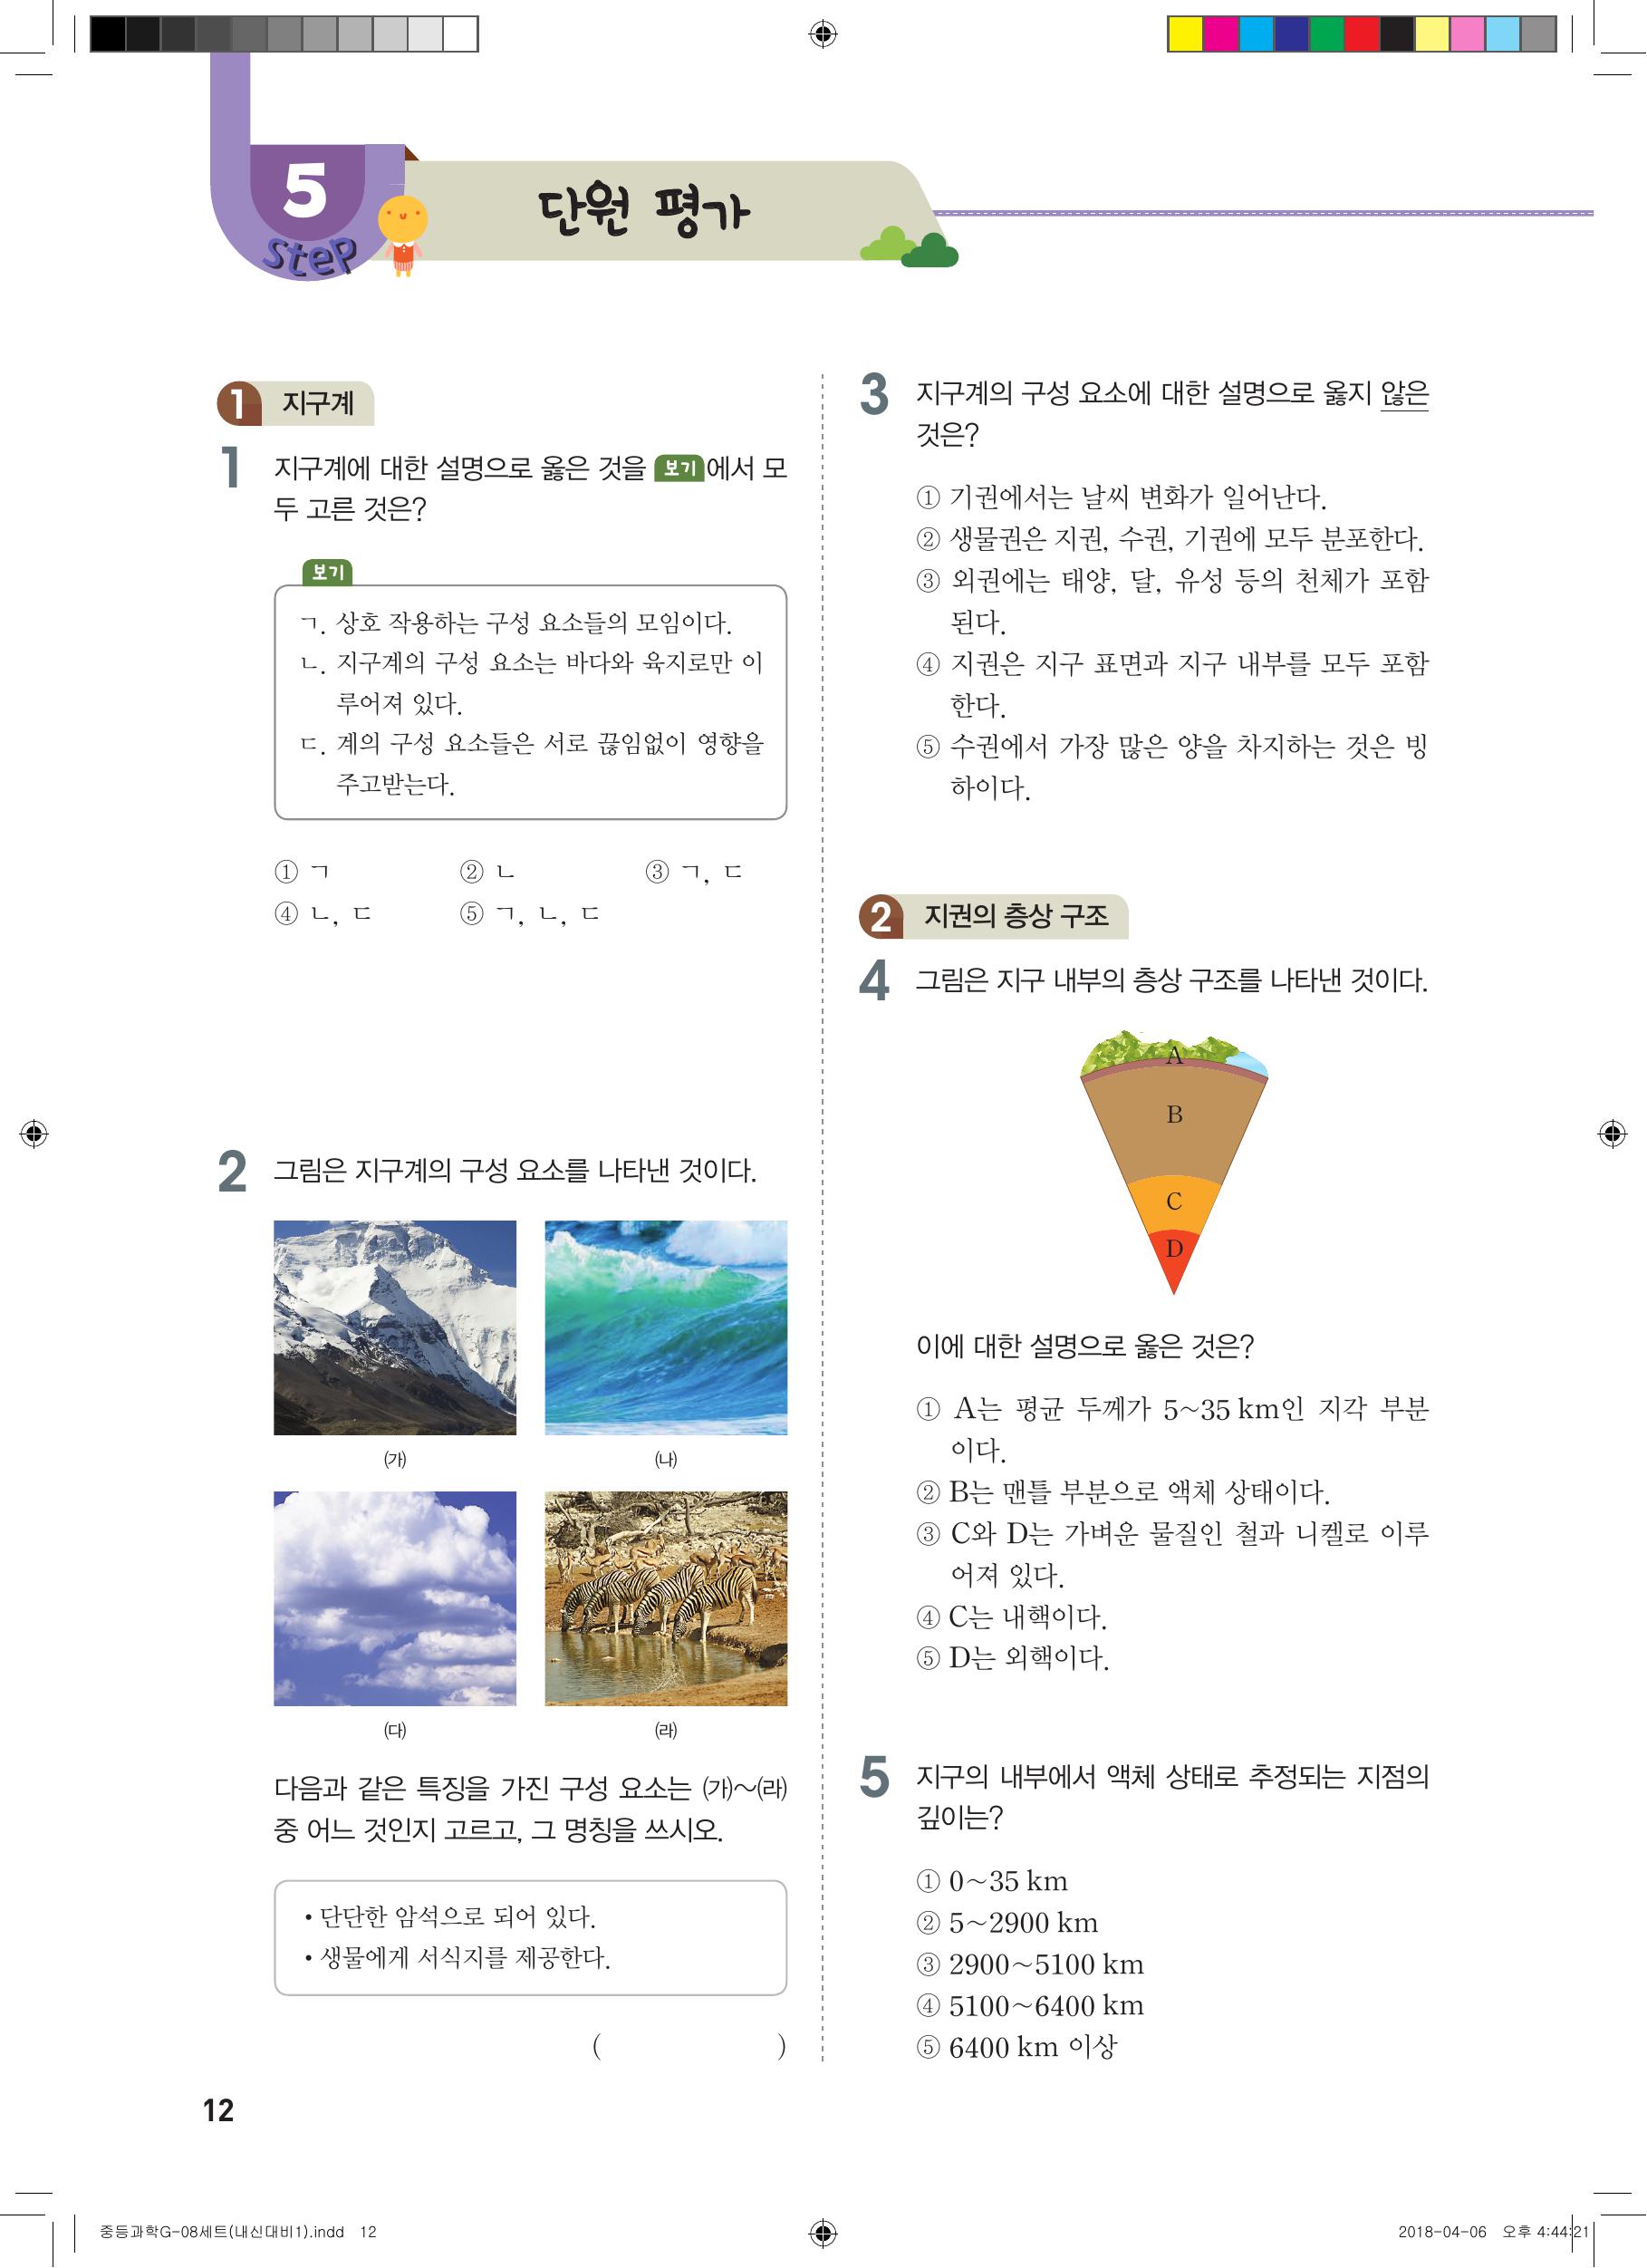 5
step
단원 평가
1 지구계
1 지구계에 대한 설명으로 옳은 것을 보기에서 모
두 고른 것은?
보기
ㄱ. 상호 작용하는 구성 요소들의 모임이다.
ㄴ. 지구계의 구성 요소는 바다와 육지로만 이
루어져 있다.
ㄷ. 계의 구성 요소들은 서로 끊임없이 영향을
주고받는다.
① ㄱ ② ㄴ ③ ㄱ, ㄷ
④ ㄴ, ㄷ ⑤ ㄱ, ㄴ, ㄷ
2 그림은 지구계의 구성 요소를 나타낸 것이다.
(가) (나)
(다) (라)
다음과 같은 특징을 가진 구성 요소는 (가)~(라)
중 어느 것인지 고르고, 그 명칭을 쓰시오.
• 단단한 암석으로 되어 있다.
• 생물에게 서식지를 제공한다.
( )
3 지구계의 구성 요소에 대한 설명으로 옳지 않은
것은?
① 기권에서는 날씨 변화가 일어난다.
② 생물권은 지권, 수권, 기권에 모두 분포한다.
③ 외권에는 태양, 달, 유성 등의 천체가 포함
된다.
④ 지권은 지구 표면과 지구 내부를 모두 포함
한다.
⑤ 수권에서 가장 많은 양을 차지하는 것은 빙
하이다.
2 지권의 층상 구조
4 그림은 지구 내부의 층상 구조를 나타낸 것이다.
A
B
C
D
이에 대한 설명으로 옳은 것은?
① A는 평균 두께가 5~35 km인 지각 부분
이다.
② B는 맨틀 부분으로 액체 상태이다.
③ C와 D는 가벼운 물질인 철과 니켈로 이루
어져 있다.
④ C는 내핵이다.
⑤ D는 외핵이다.
5 지구의 내부에서 액체 상태로 추정되는 지점의
깊이는?
① 0~35 km
② 5~2900 km
③ 2900~5100 km
④ 5100~6400 km
⑤ 6400 km 이상
12
중등과학G-08세트(내신대비1).indd 12
2018-04-06 오후 4:44:21